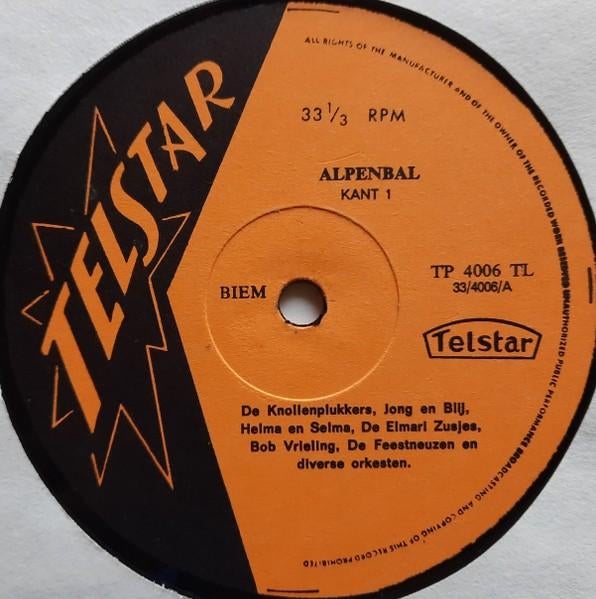 TELSTAR
ALL RIGHTS OF THE MANUFACTURER AND OF THE OWNER OF THE RECORDED WORK RESERVED UNAUTHORIZED PUBLIC PERFORMANCE BROADCASTING AND COPYING OF THIS RECORD PROHIBITED
33 1/3 RPM
ALPENBAL
KANT 1
BIEM
TP 4006 TL
33/4006/A
Telstar
De Knollenplukkers, Jong en Blij,
Helma en Selma, De Elmari Zusjes,
Bob Vrieling, De Feestneuzen en
diverse orkesten.